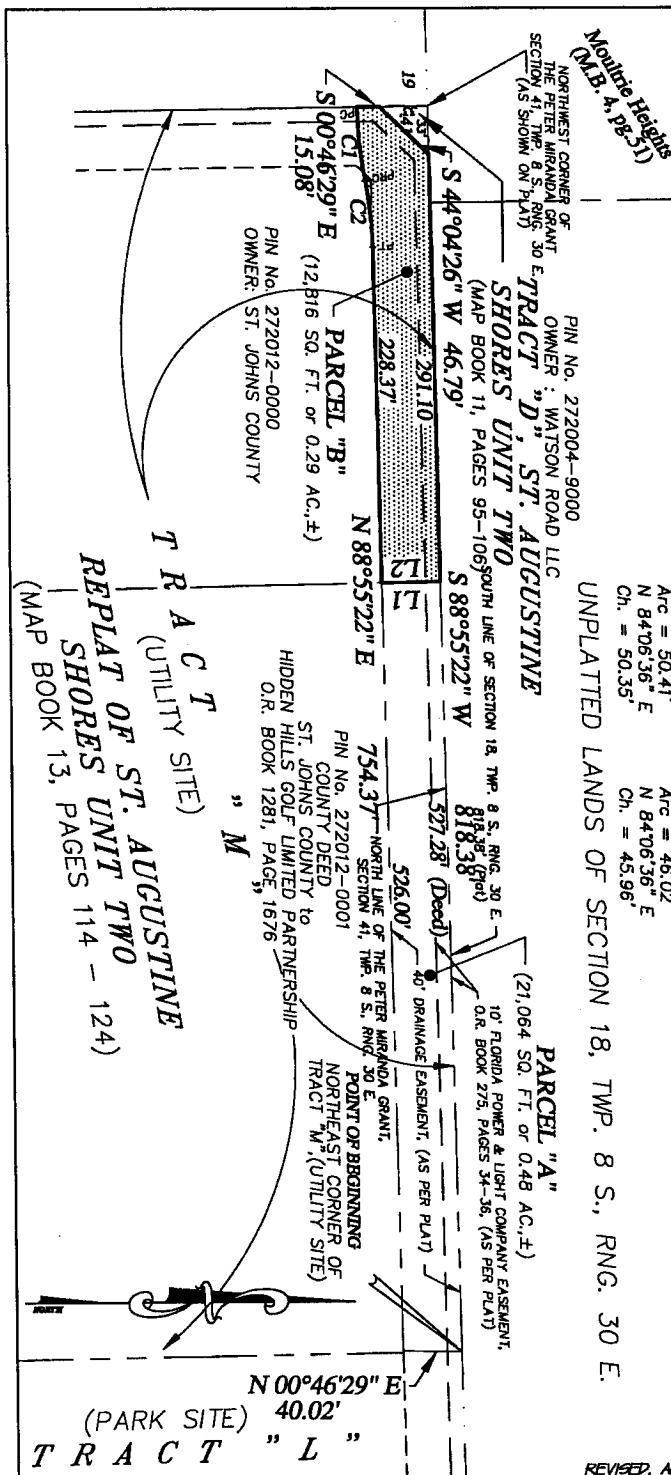 Moultrie Heights
(M.B. 4, pg.51)
NORTHWEST CORNER OF
THE PETER MIRANDA GRANT
SECTION 41, TWP. 8 S., RNG. 30 E.
(AS SHOWN ON PLAT)
19
PIN No. 272004-9000
OWNER : WATSON ROAD LLC
TRACT "D", ST. AUGUSTINE
SHORES UNIT TWO
(MAP BOOK 11, PAGES 95-106)
S 44°04'26" W 46.79'
S 00°46'29" E
15.08'
C1
C2
PC
PRC
PT
291.10
228.37'
PARCEL "B"
(12,816 SQ. FT. or 0.29 AC.,±)
PIN No. 272012-0000
OWNER: ST. JOHNS COUNTY
N 88°55'22" E
L2
L1
S 88°55'22" W
818.38'
818.38' (Plat)
SOUTH LINE OF SECTION 18, TWP. 8 S., RNG. 30 E.
Arc = 50.41'
N 84°06'36" E
Ch. = 50.35'
Arc = 46.02'
N 84°06'36" E
Ch. = 45.96'
UNPLATTED LANDS OF SECTION 18, TWP. 8 S., RNG. 30 E.
PARCEL "A"
(21,064 SQ. FT. or 0.48 AC.,±)
10' FLORIDA POWER & LIGHT COMPANY EASEMENT,
O.R. BOOK 275, PAGES 34-36, (AS PER PLAT)
527.28' (Deed)
40' DRAINAGE EASEMENT, (AS PER PLAT)
526.00'
754.37'
NORTH LINE OF THE PETER MIRANDA GRANT,
SECTION 41, TWP. 8 S., RNG. 30 E.
POINT OF BEGINNING
NORTHEAST CORNER OF
TRACT "M",(UTILITY SITE)
PIN No. 272012-0001
COUNTY DEED
ST. JOHNS COUNTY to
HIDDEN HILLS GOLF LIMITED PARTNERSHIP
O.R. BOOK 1281, PAGE 1676
TRACT "M"
(UTILITY SITE)
REPLAT OF ST. AUGUSTINE
SHORES UNIT TWO
(MAP BOOK 13, PAGES 114 - 124)
N 00°46'29" E
40.02'
(PARK SITE)
TRACT "L"